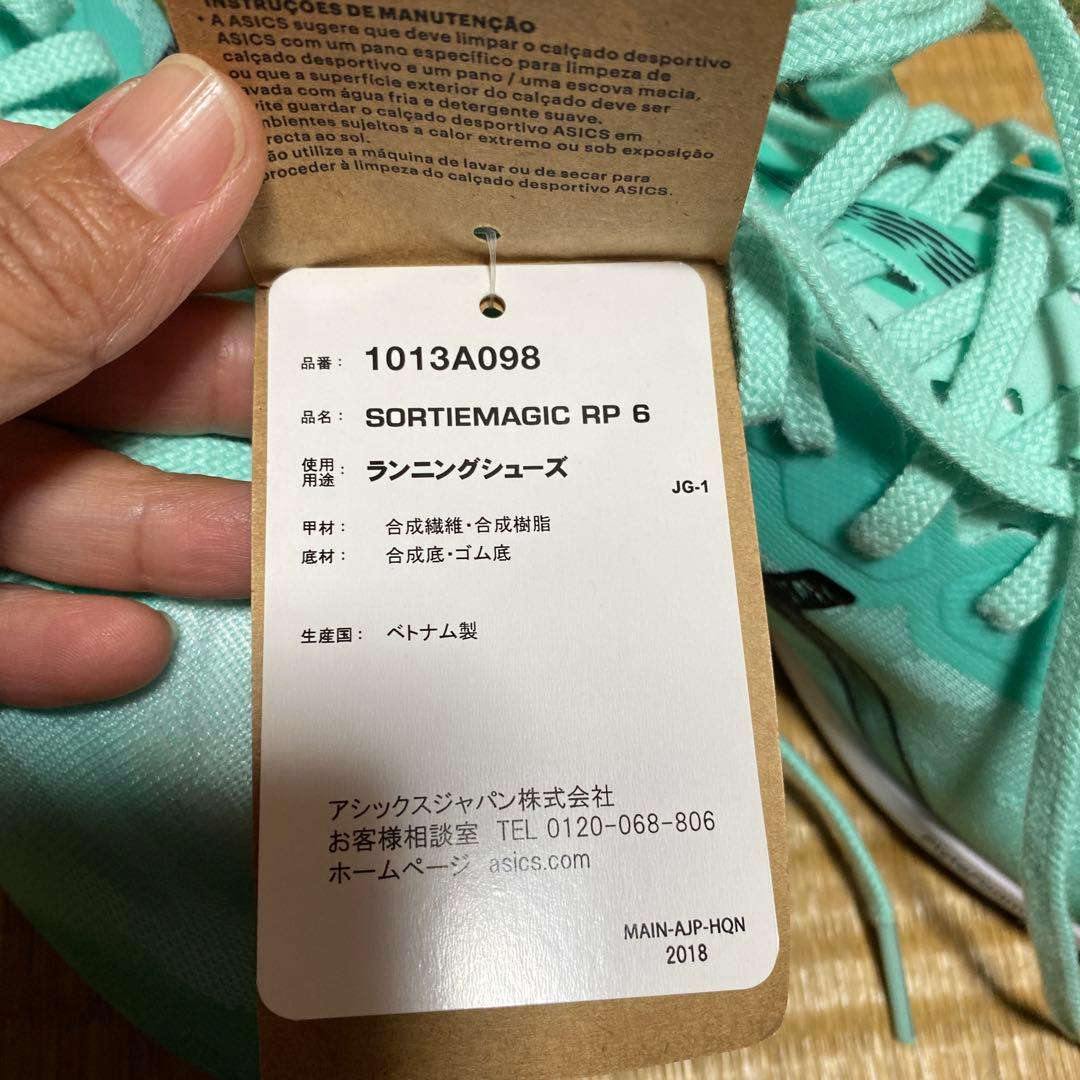 INSTRUÇÕES DE MANUTENÇÃO
• A ASICS sugere que deve limpar o calçado desportivo
ASICS com um pano específico para limpeza de
calçado desportivo e um pano / uma escova macia,
ou que a superfície exterior do calçado deve ser
lavada com água fria e detergente suave.
vite guardar o calçado desportivo ASICS em
mbientes sujeitos a calor extremo ou sob exposição
recta ao sol.
ão utilize a máquina de lavar ou de secar para
proceder à limpeza do calçado desportivo ASICS.
品番： 1013A098
品名： SORTIEMAGIC RP 6
使用用途： ランニングシューズ
JG-1
甲材： 合成繊維・合成樹脂
底材： 合成底・ゴム底
生産国： ベトナム製
アシックスジャパン株式会社
お客様相談室 TEL 0120-068-806
ホームページ asics.com
MAIN-AJP-HQN
2018